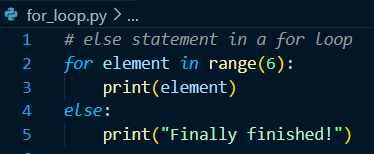 for_loop.py > ...
1 # else statement in a for loop
2 for element in range(6):
3     print(element)
4 else:
5     print("Finally finished!")